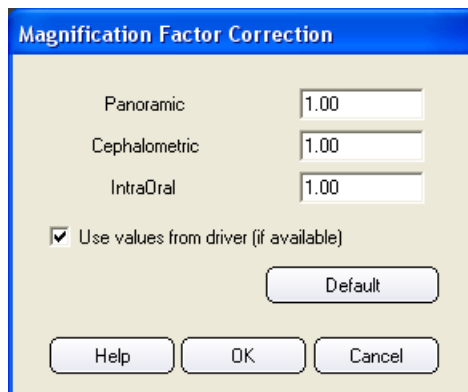 Magnification Factor Correction
Panoramic 1.00
Cephalometric 1.00
IntraOral 1.00
Use values from driver (if available)
Default
Help OK Cancel